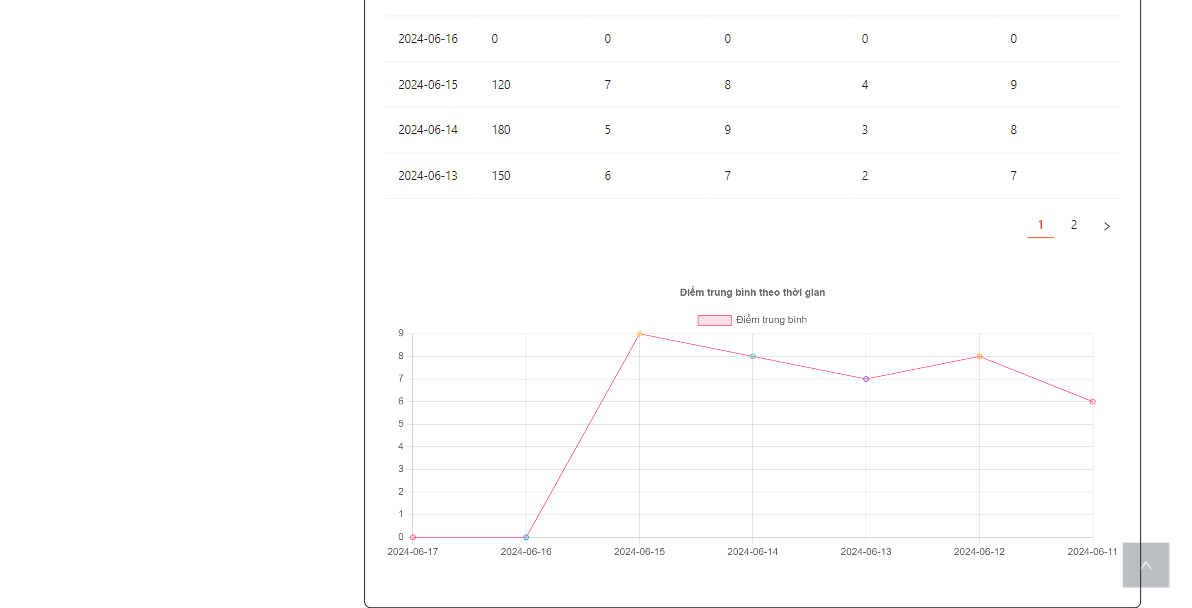 2024-06-16 0 0 0 0 0
2024-06-15 120 7 8 4 9
2024-06-14 180 5 9 3 8
2024-06-13 150 6 7 2 7
1 2 >
Điểm trung bình theo thời gian
Điểm trung bình
9
8
7
6
5
4
3
2
1
0
2024-06-17 2024-06-16 2024-06-15 2024-06-14 2024-06-13 2024-06-12 2024-06-11